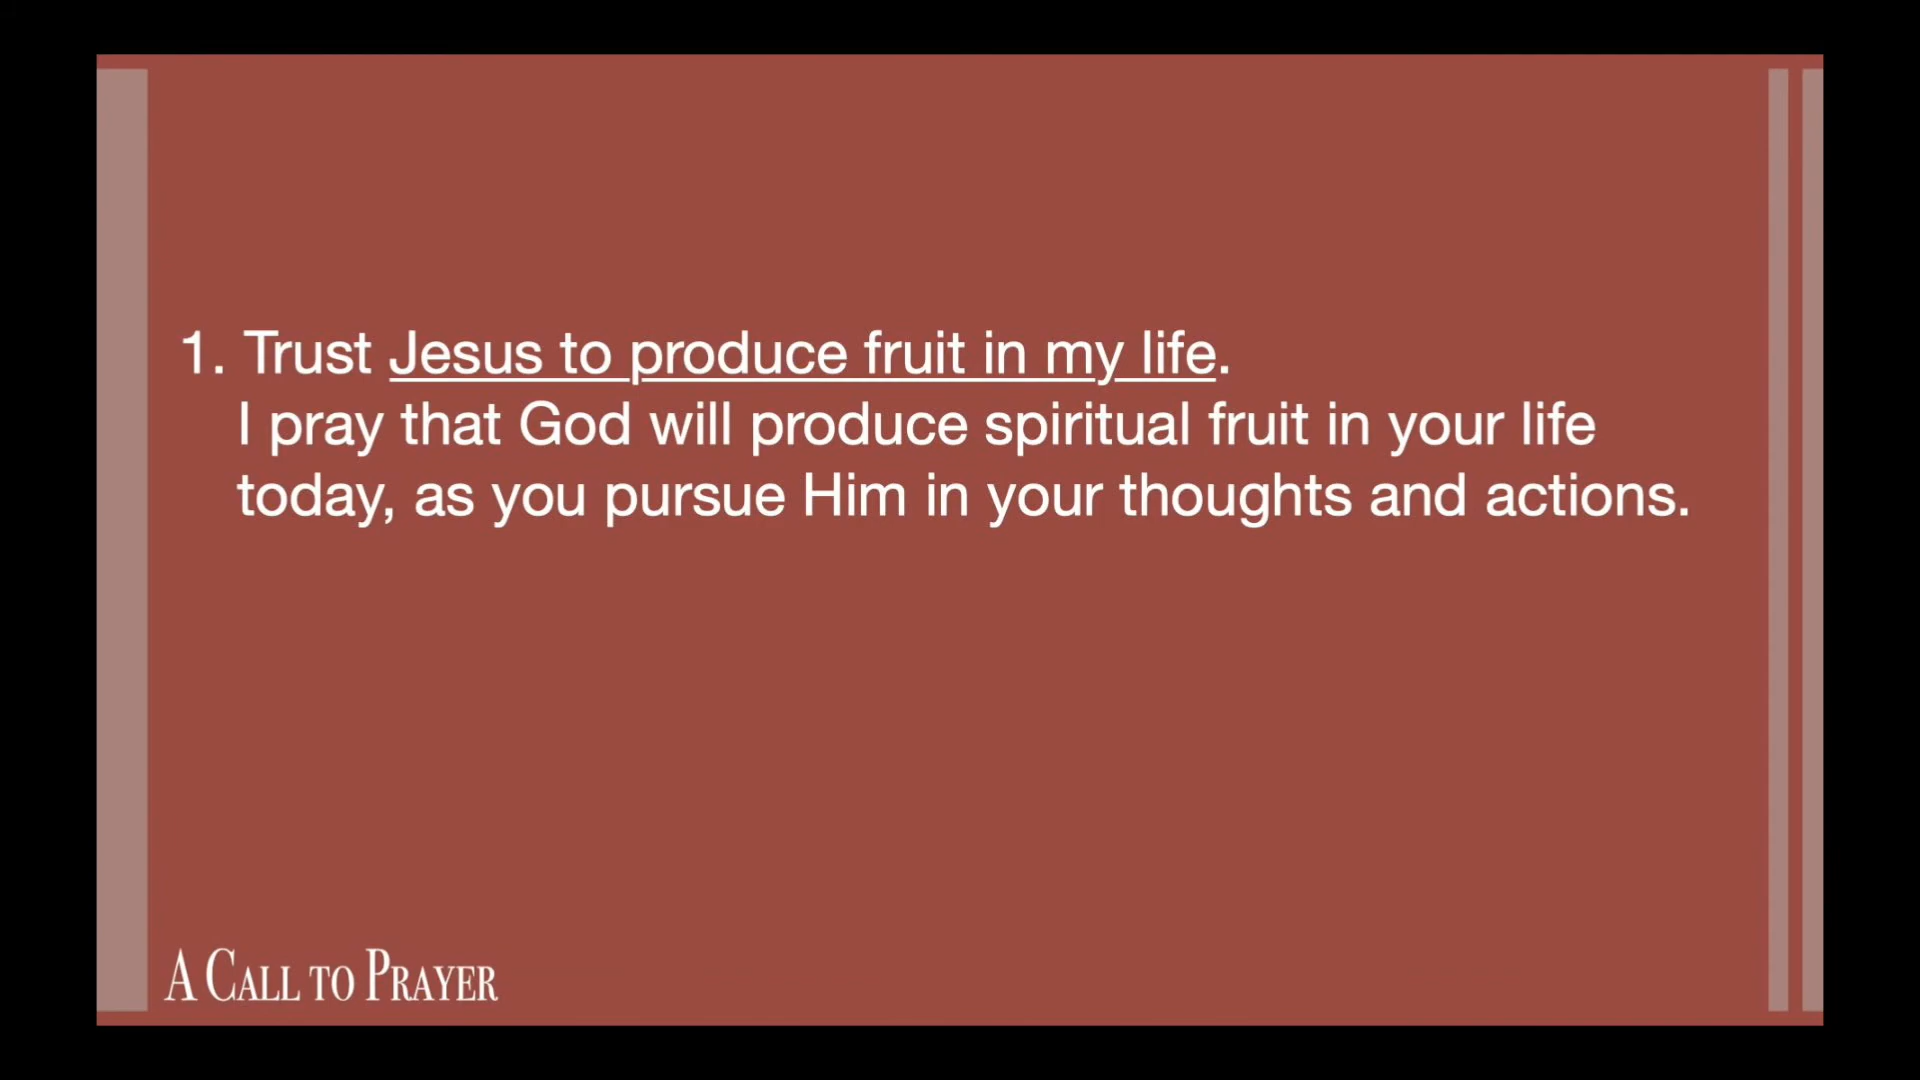 1. Trust Jesus to produce fruit in my life.
I pray that God will produce spiritual fruit in your life
today, as you pursue Him in your thoughts and actions.
A CALL TO PRAYER